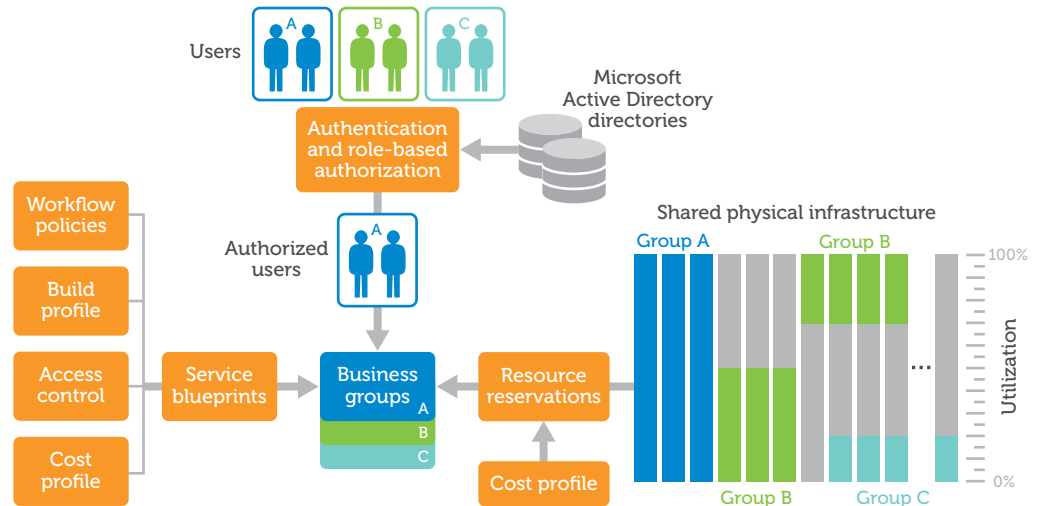 A
B
C
Users
Microsoft
Active Directory
directories
Authentication
and role-based
authorization
Workflow
policies
Build
profile
Access
control
Cost
profile
Authorized
users
A
Service
blueprints
Business
groups
A
B
C
Resource
reservations
Cost profile
Shared physical infrastructure
Group A
Group B
100%
...
Utilization
0%
Group B
Group C